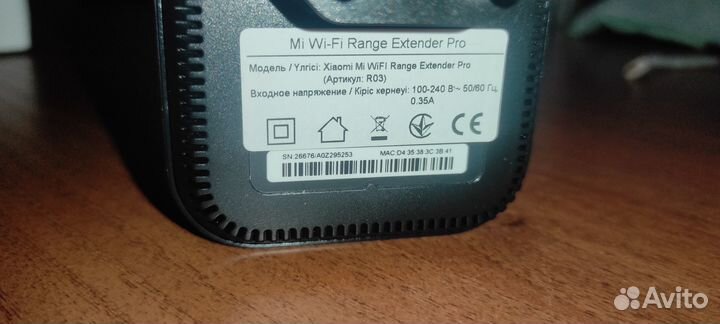 Mi Wi-Fi Range Extender Pro
Модель / Үлгісі: Xiaomi Mi WiFI Range Extender Pro
(Артикул: R03)
Входное напряжение / Кіріс кернеуі: 100-240 В~ 50/60 Гц,
0.35А
CE
SN:26676/A0Z295253
MAC:D4:35:38:3C:3B:41
Avito